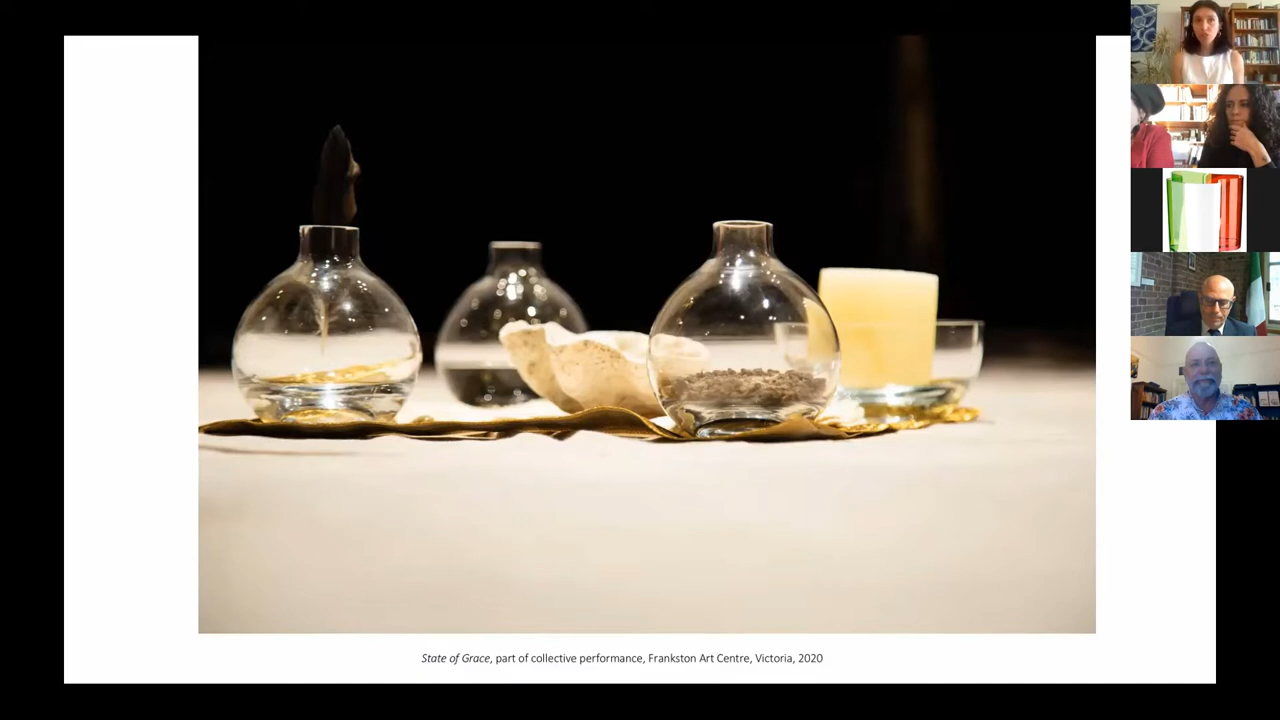 State of Grace, part of collective performance, Frankston Art Centre, Victoria, 2020